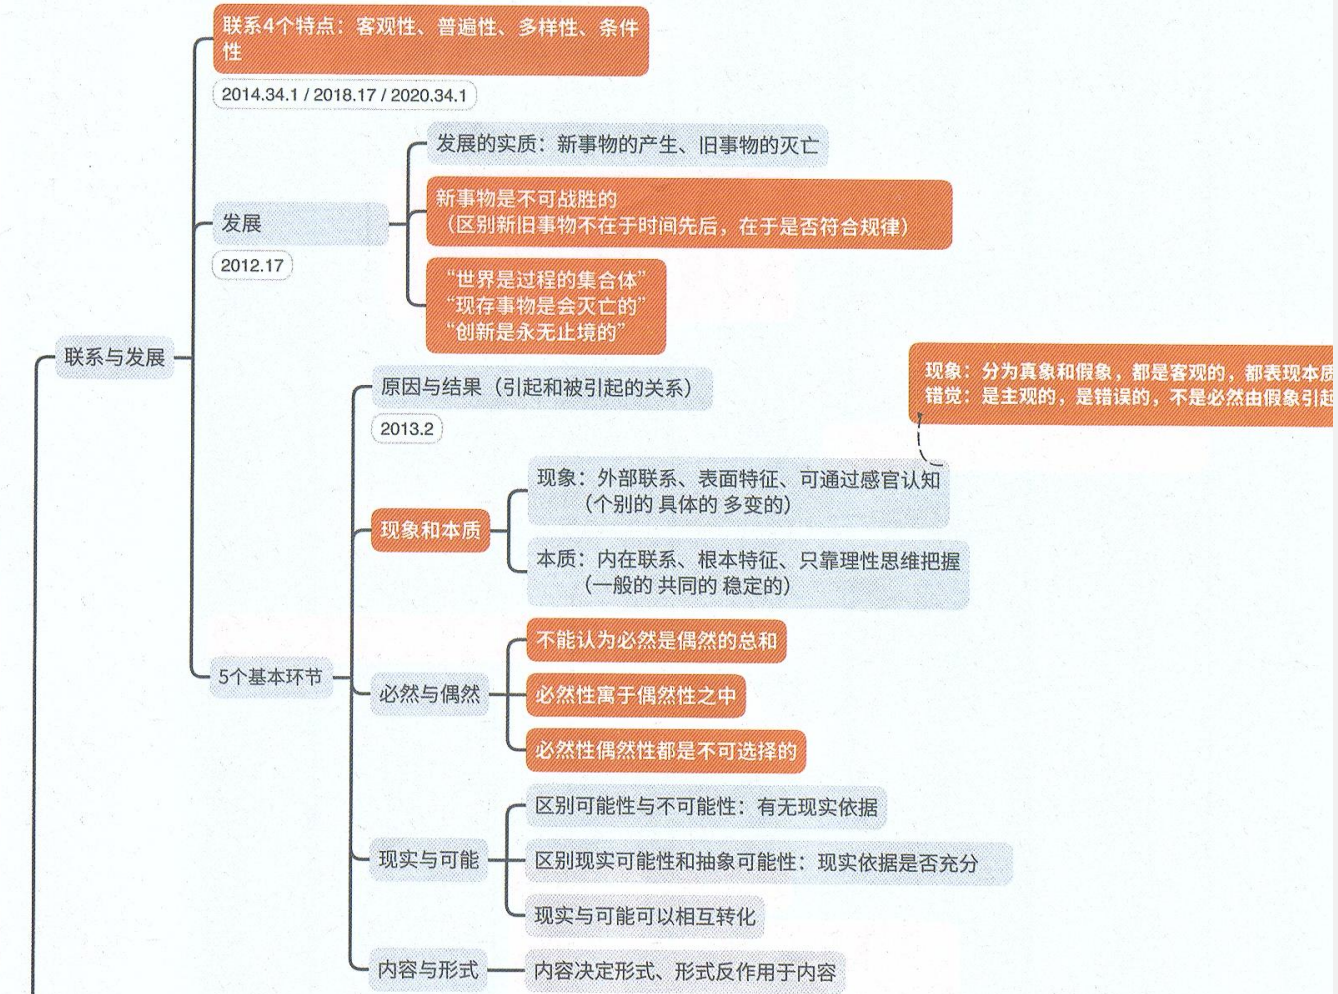 联系4个特点：客观性、普遍性、多样性、条件
性
2014.34.1 / 2018.17 / 2020.34.1
发展的实质：新事物的产生、旧事物的灭亡
新事物是不可战胜的
（区别新旧事物不在于时间先后，在于是否符合规律）
发展
2012.17
“世界是过程的集合体”
“现存事物是会灭亡的”
“创新是永无止境的”
联系与发展
原因与结果（引起和被引起的关系）
2013.2
现象：分为真象和假象，都是客观的，都表现本质
错觉：是主观的，是错误的，不是必然由假象引起
现象：外部联系、表面特征、可通过感官认知
（个别的 具体的 多变的）
现象和本质
本质：内在联系、根本特征、只靠理性思维把握
（一般的 共同的 稳定的）
5个基本环节
不能认为必然是偶然的总和
必然与偶然
必然性寓于偶然性之中
必然性偶然性都是不可选择的
区别可能性与不可能性：有无现实依据
现实与可能
区别现实可能性和抽象可能性：现实依据是否充分
现实与可能可以相互转化
内容与形式
内容决定形式、形式反作用于内容